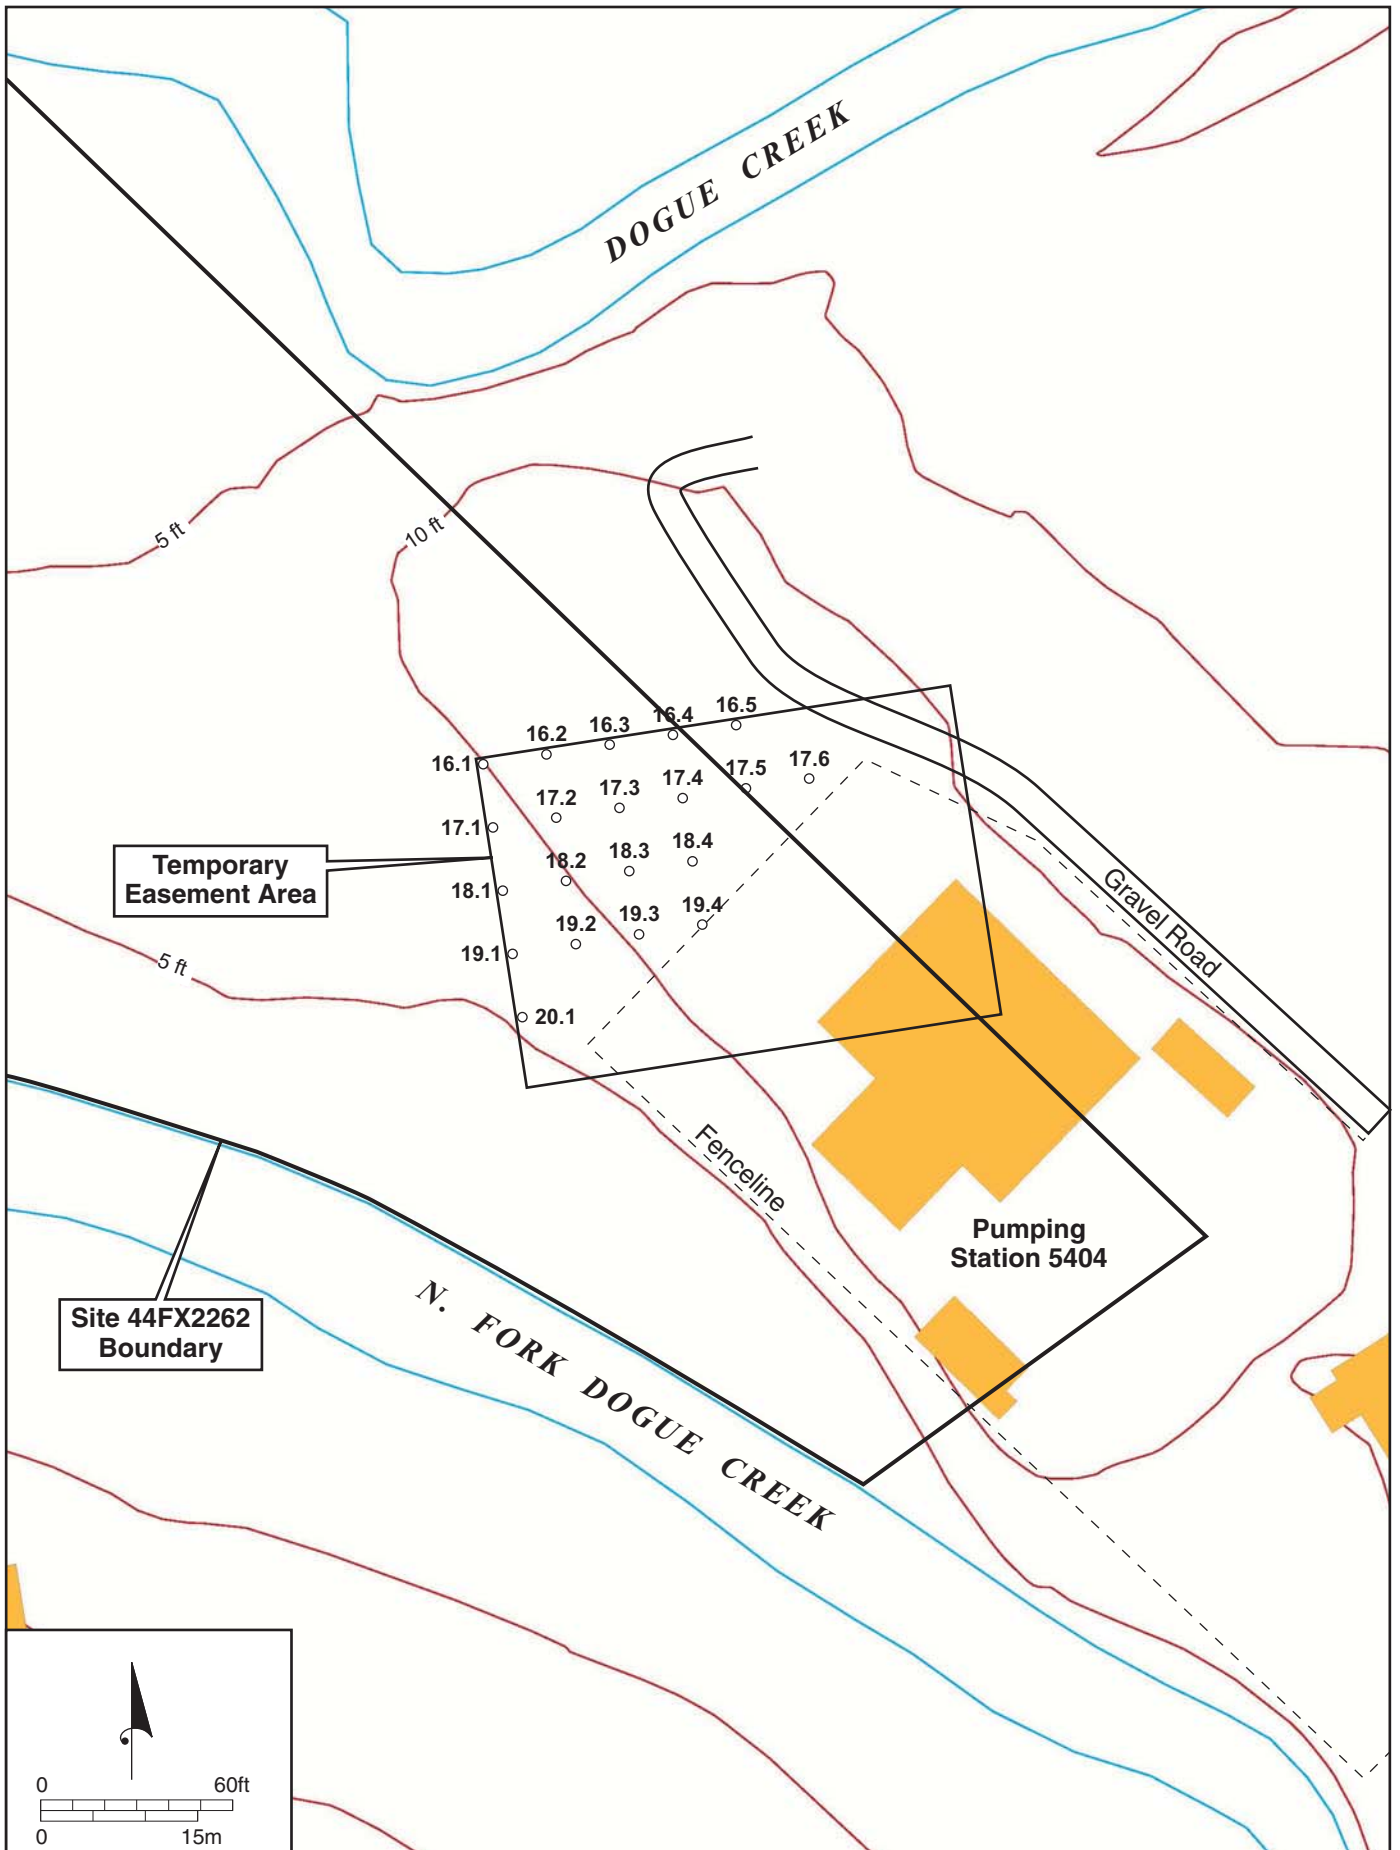 DOGUE CREEK
5 ft
10 ft
16.5
16.4
16.3
16.2
16.1
17.6
17.5
17.4
17.3
17.2
17.1
18.4
18.3
18.2
18.1
19.4
19.3
19.2
19.1
20.1
Temporary
Easement Area
Gravel Road
5 ft
Fenceline
Pumping
Station 5404
Site 44FX2262
Boundary
N. FORK DOGUE CREEK
0 60ft
0 15m